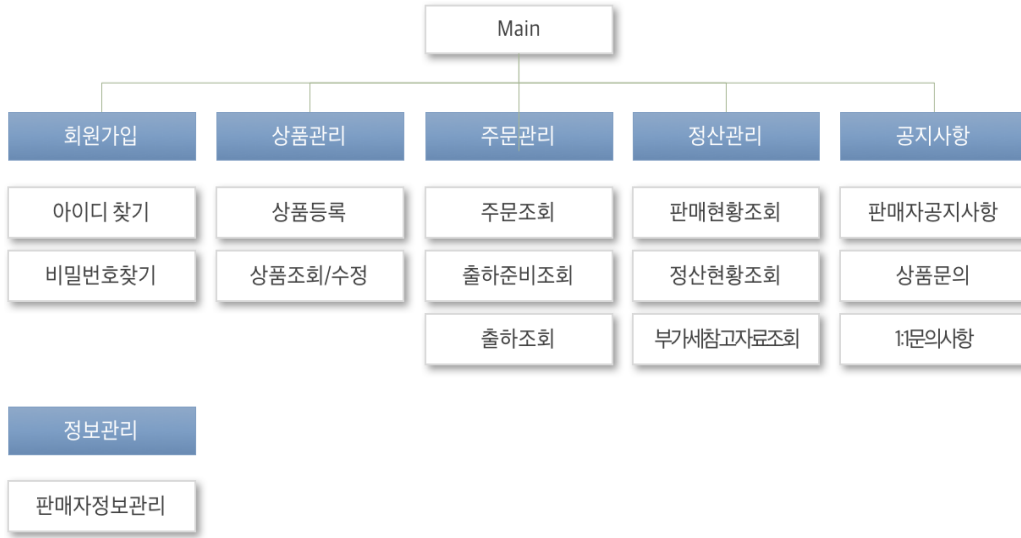 Main
회원가입
상품관리
주문관리
정산관리
공지사항
아이디 찾기
상품등록
주문조회
판매현황조회
판매자공지사항
비밀번호찾기
상품조회/수정
출하준비조회
정산현황조회
상품문의
출하조회
부가세참고자료조회
1:1문의사항
정보관리
판매자정보관리